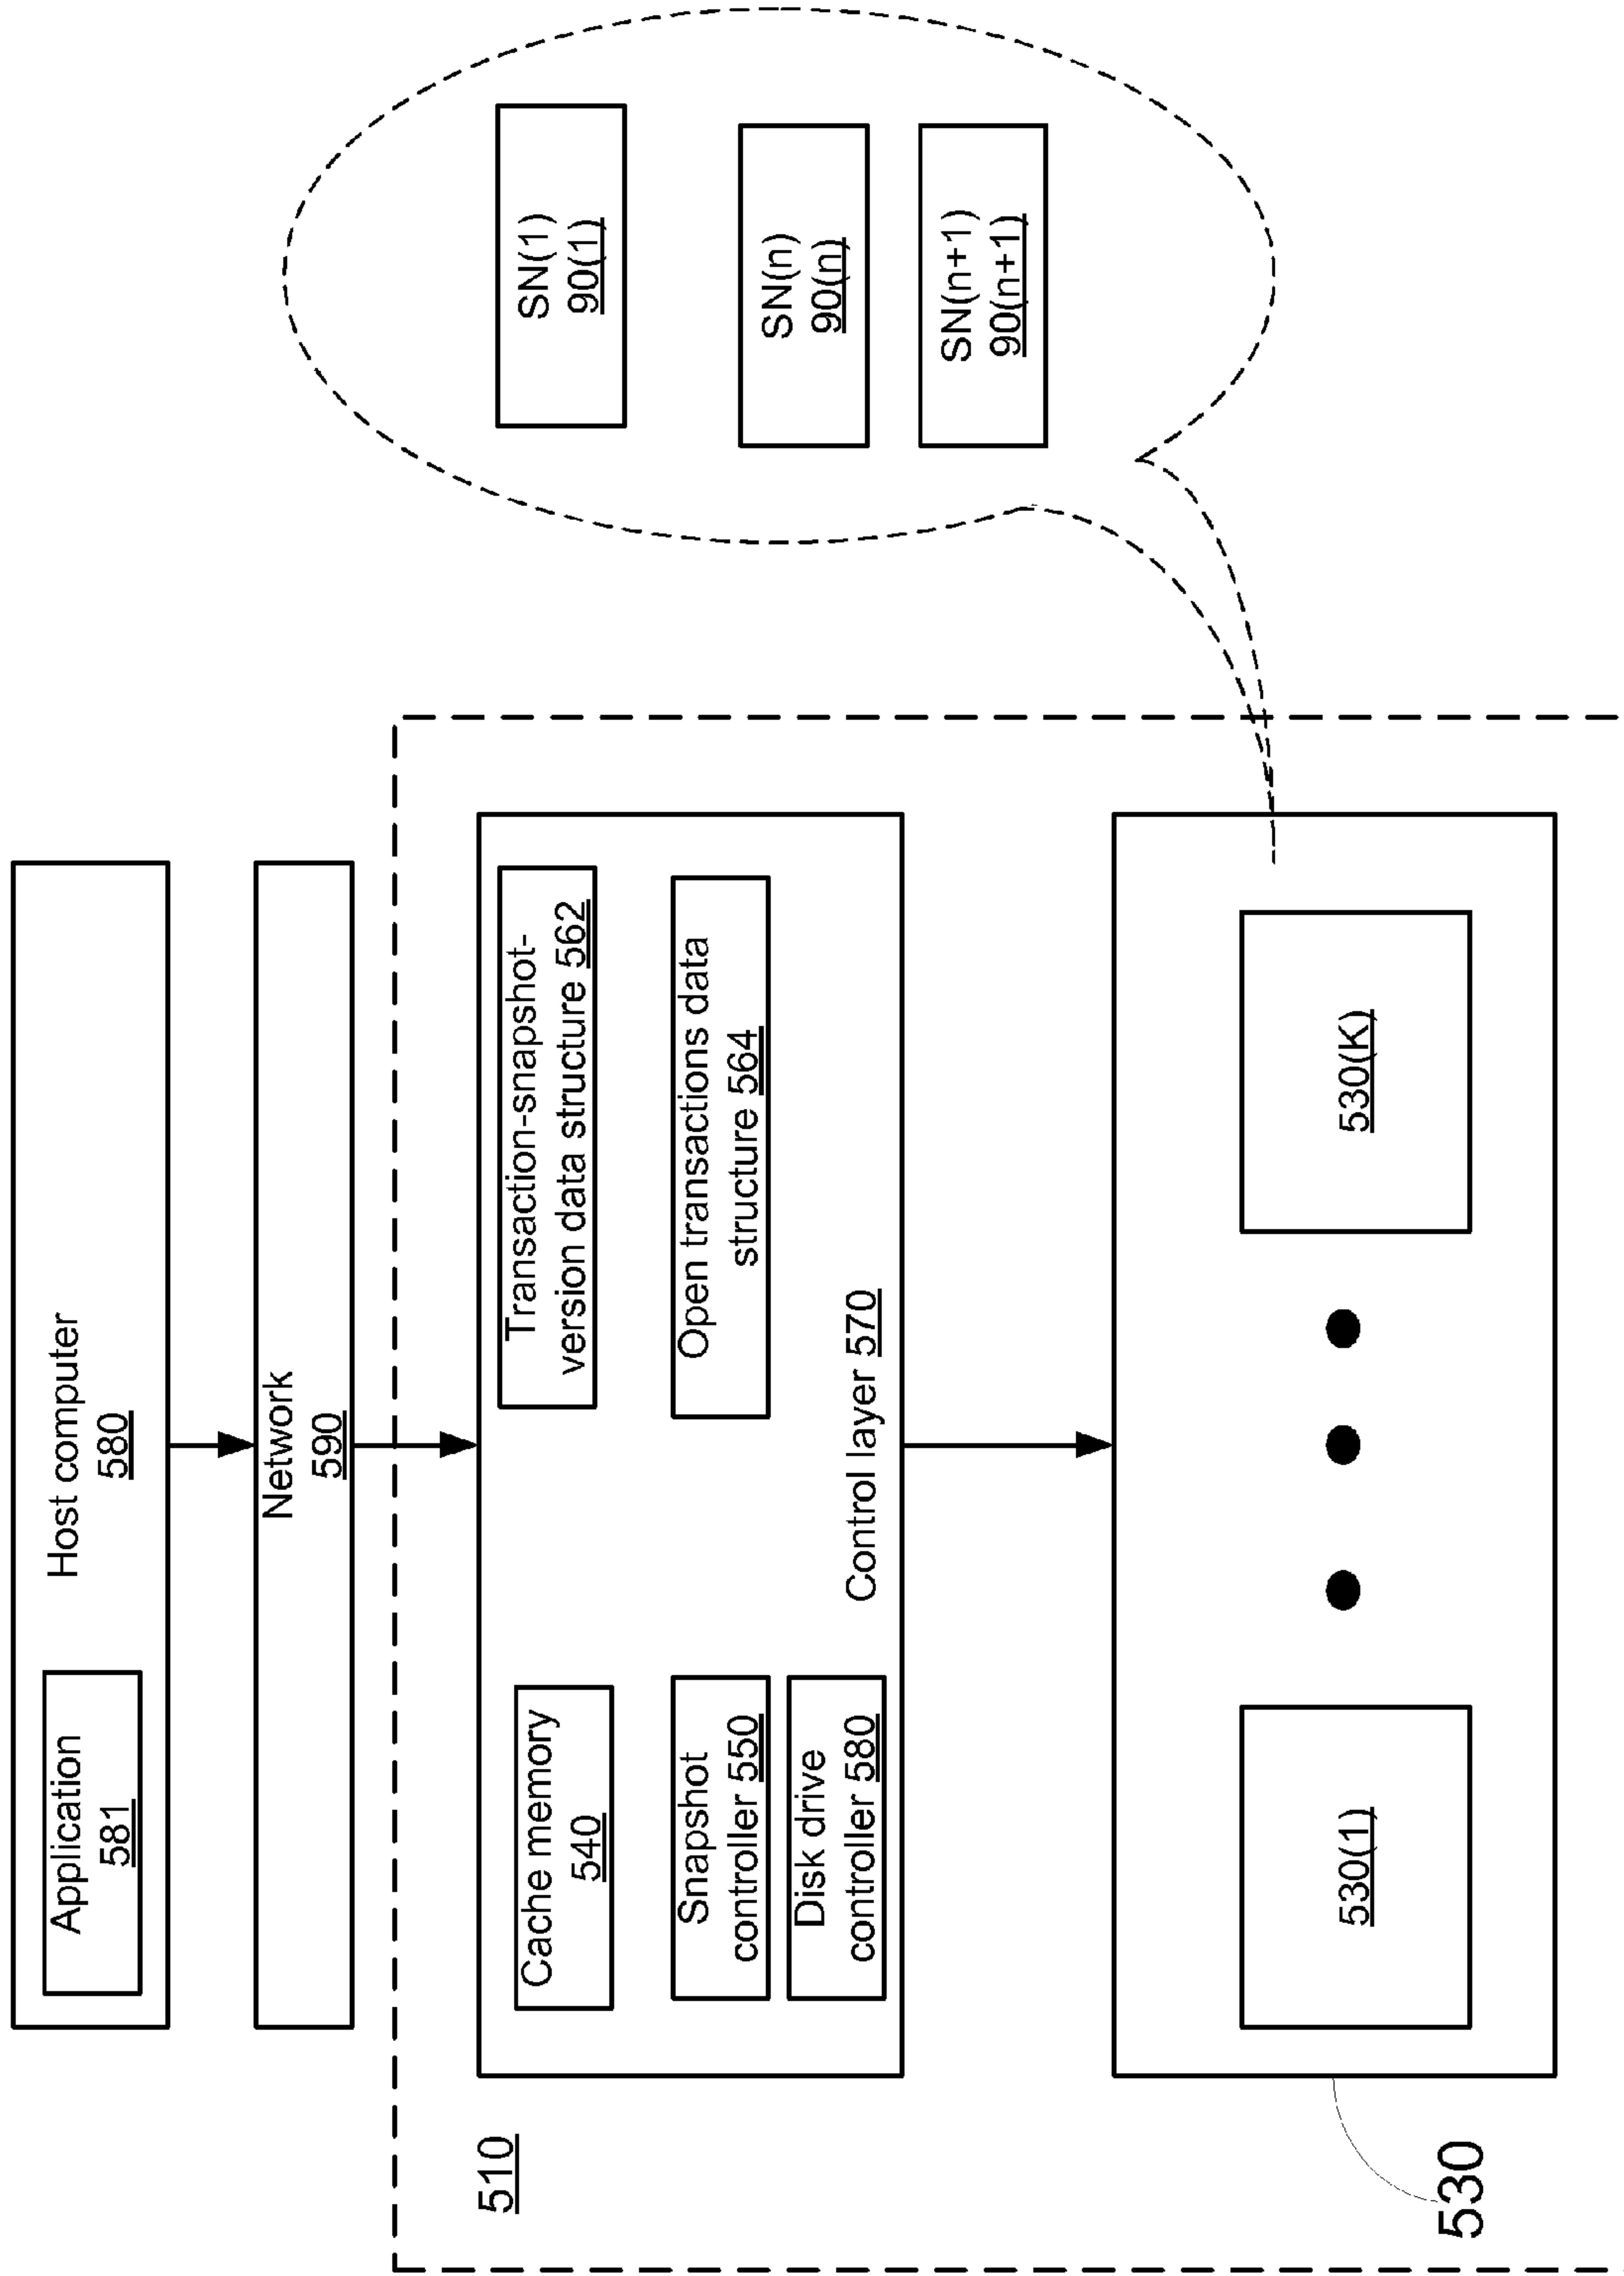 Application
581
Host computer
580
Network
590
510
Cache memory
540
Transaction-snapshot-
version data structure 562
Snapshot
controller 550
Open transactions data
structure 564
Disk drive
controller 580
Control layer 570
530(1)
530(K)
530
SN(1)
90(1)
SN(n)
90(n)
SN(n+1)
90(n+1)